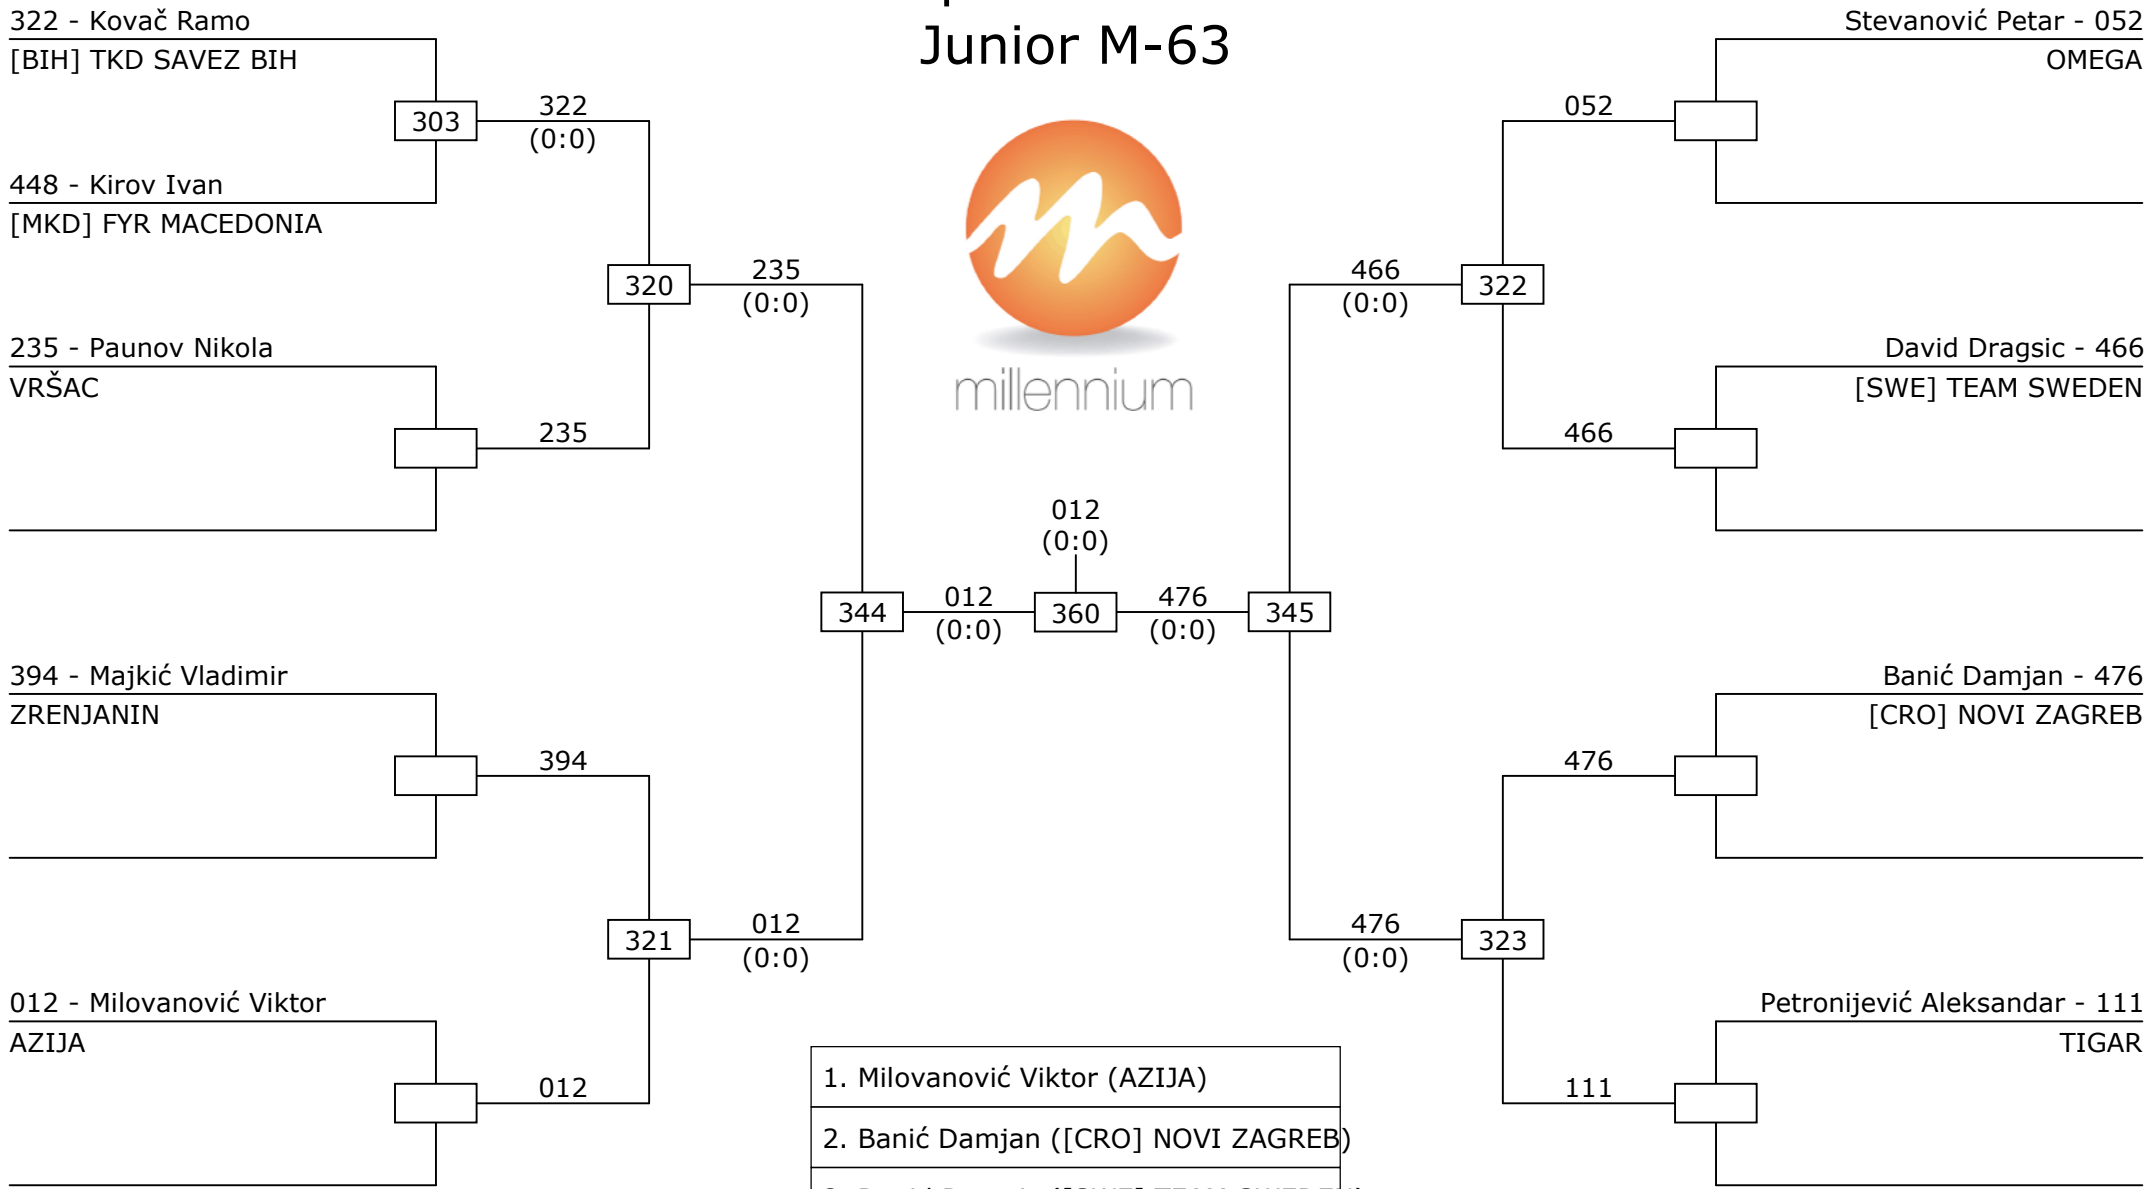 Junior M-63
millennium
322 - Kovač Ramo
[BIH] TKD SAVEZ BIH
303
322
(0:0)
448 - Kirov Ivan
[MKD] FYR MACEDONIA
320
235
(0:0)
235 - Paunov Nikola
VRŠAC
235
344
012
(0:0)
394 - Majkić Vladimir
ZRENJANIN
394
321
012
(0:0)
012 - Milovanović Viktor
AZIJA
012
012
(0:0)
360
Stevanović Petar - 052
OMEGA
052
466
(0:0)
322
David Dragsic - 466
[SWE] TEAM SWEDEN
466
476
(0:0)
345
Banić Damjan - 476
[CRO] NOVI ZAGREB
476
476
(0:0)
323
Petronijević Aleksandar - 111
TIGAR
111
1. Milovanović Viktor (AZIJA)
2. Banić Damjan ([CRO] NOVI ZAGREB)